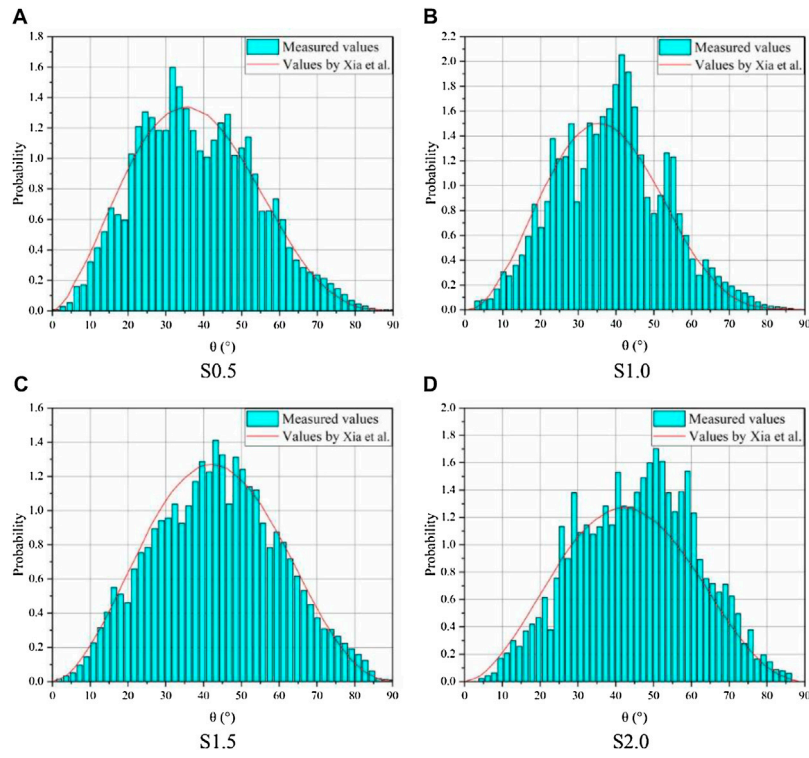 A
Measured values
Values by Xia et al.
Probability
1.8
1.6
1.4
1.2
1.0
0.8
0.6
0.4
0.2
0.0
0 10 20 30 40 50 60 70 80 90
θ (°)
S0.5
B
Measured values
Values by Xia et al.
Probability
2.2
2.0
1.8
1.6
1.4
1.2
1.0
0.8
0.6
0.4
0.2
0.0
0 10 20 30 40 50 60 70 80 90
θ (°)
S1.0
C
Measured values
Values by Xia et al.
Probability
1.6
1.4
1.2
1.0
0.8
0.6
0.4
0.2
0.0
0 10 20 30 40 50 60 70 80 90
θ (°)
S1.5
D
Measured values
Values by Xia et al.
Probability
2.0
1.8
1.6
1.4
1.2
1.0
0.8
0.6
0.4
0.2
0.0
0 10 20 30 40 50 60 70 80 90
θ (°)
S2.0